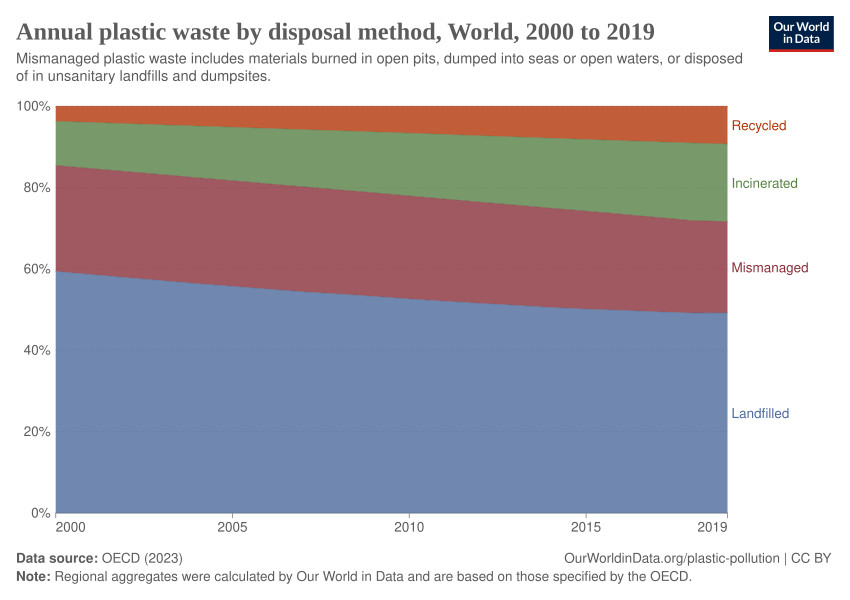 Annual plastic waste by disposal method, World, 2000 to 2019
Our World
in Data
Mismanaged plastic waste includes materials burned in open pits, dumped into seas or open waters, or disposed
of in unsanitary landfills and dumpsites.
100%
80%
60%
40%
20%
0%
Recycled
Incinerated
Mismanaged
Landfilled
2000
2005
2010
2015
2019
Data source: OECD (2023)
OurWorldinData.org/plastic-pollution | CC BY
Note: Regional aggregates were calculated by Our World in Data and are based on those specified by the OECD.